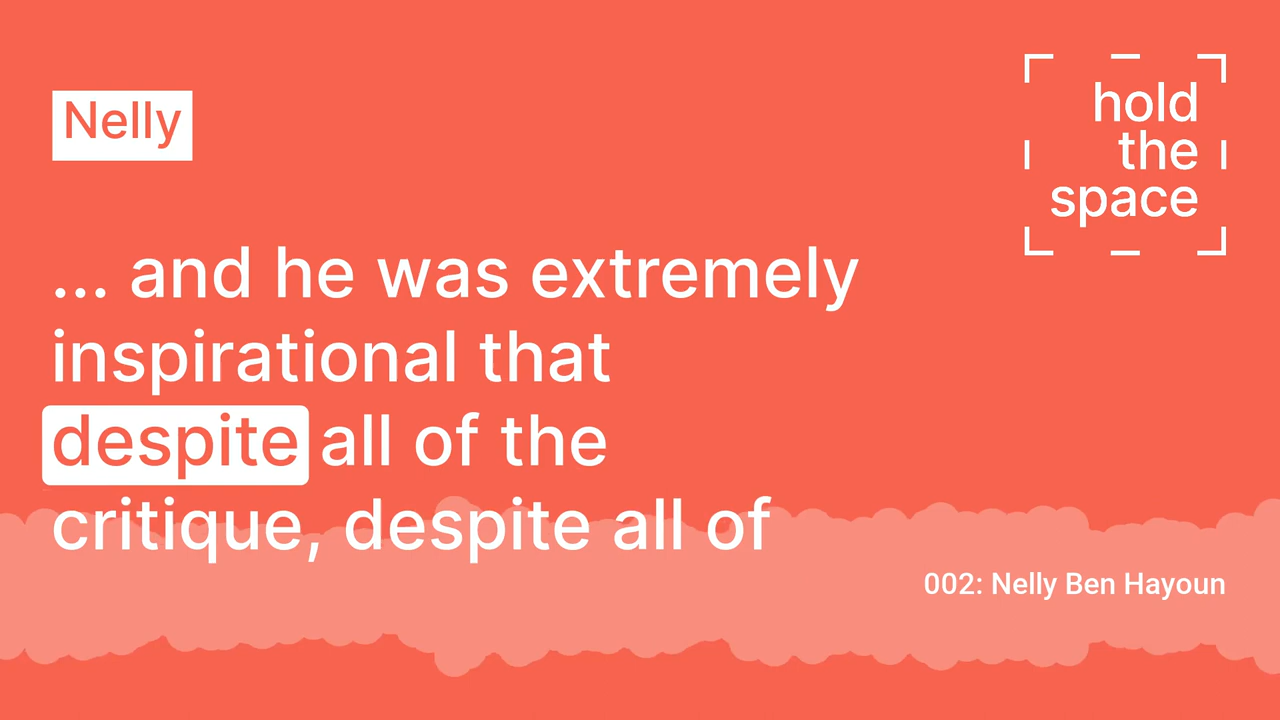 Nelly
hold
the
space
... and he was extremely
inspirational that
despite all of the
critique, despite all of
002: Nelly Ben Hayoun